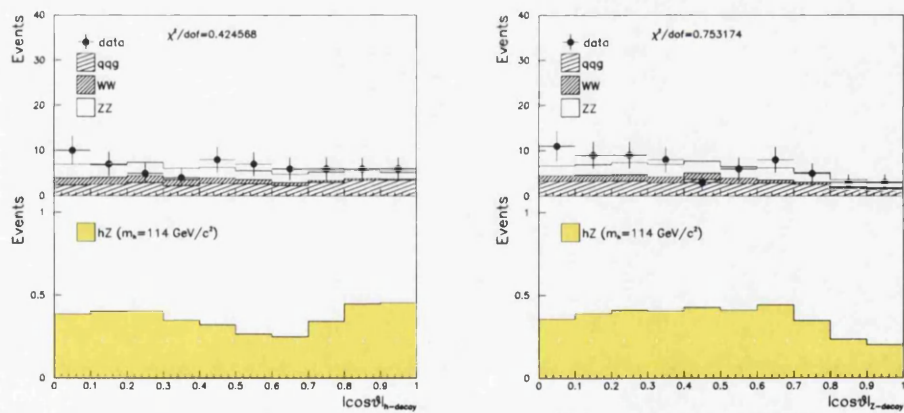 Events
40
30
20
10
0
χ²/dof=0.424568
data
qqg
WW
ZZ
Events
1
0.5
0
hZ (mₕ=114 GeV/c²)
0 0.1 0.2 0.3 0.4 0.5 0.6 0.7 0.8 0.9 1
|cosϑ|h-decay
Events
40
30
20
10
0
χ²/dof=0.753174
data
qqg
WW
ZZ
Events
1
0.5
0
hZ (mₕ=114 GeV/c²)
0 0.1 0.2 0.3 0.4 0.5 0.6 0.7 0.8 0.9 1
|cosϑ|Z-decay